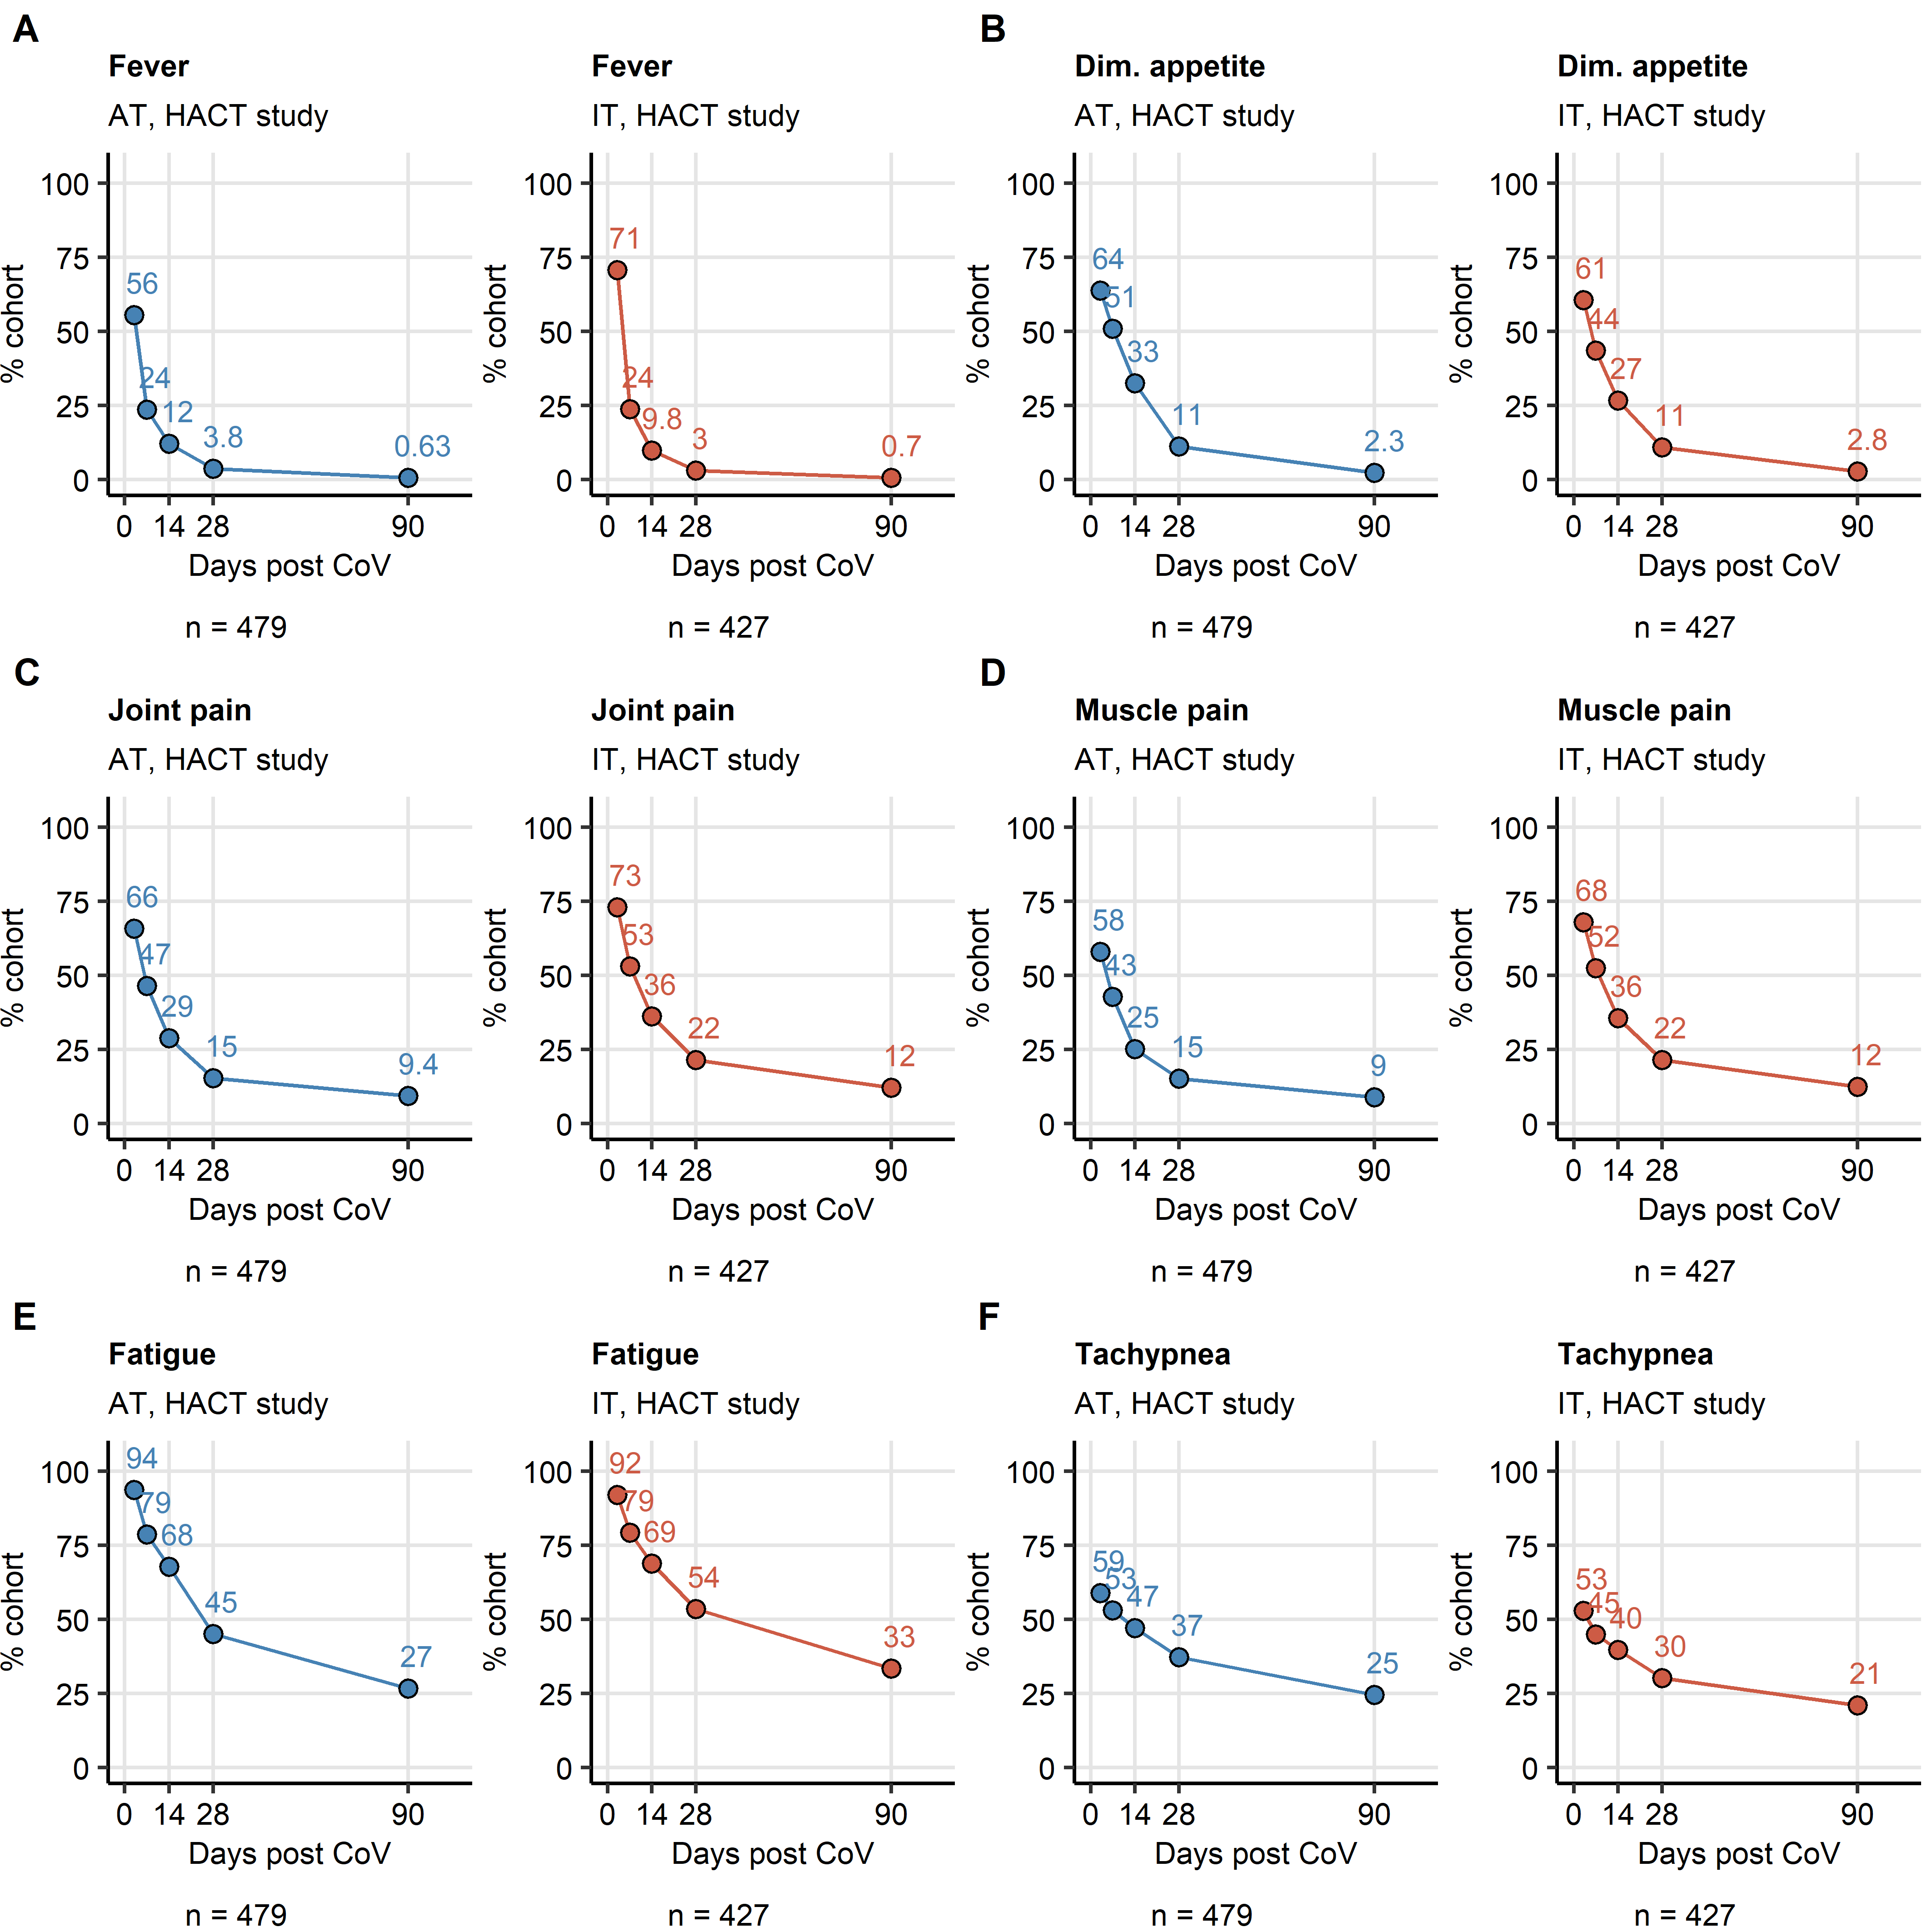 A
Fever
AT, HACT study
% cohort
100
75
50
25
0
56
24
12
3.8
0.63
0 14 28 90
Days post CoV
n = 479
Fever
IT, HACT study
% cohort
100
75
50
25
0
71
24
9.8
3
0.7
0 14 28 90
Days post CoV
n = 427
B
Dim. appetite
AT, HACT study
% cohort
100
75
50
25
0
64
51
33
11
2.3
0 14 28 90
Days post CoV
n = 479
Dim. appetite
IT, HACT study
% cohort
100
75
50
25
0
61
44
27
11
2.8
0 14 28 90
Days post CoV
n = 427
C
Joint pain
AT, HACT study
% cohort
100
75
50
25
0
66
47
29
15
9.4
0 14 28 90
Days post CoV
n = 479
Joint pain
IT, HACT study
% cohort
100
75
50
25
0
73
53
36
22
12
0 14 28 90
Days post CoV
n = 427
D
Muscle pain
AT, HACT study
% cohort
100
75
50
25
0
58
43
25
15
9
0 14 28 90
Days post CoV
n = 479
Muscle pain
IT, HACT study
% cohort
100
75
50
25
0
68
52
36
22
12
0 14 28 90
Days post CoV
n = 427
E
Fatigue
AT, HACT study
% cohort
100
75
50
25
0
94
79
68
45
27
0 14 28 90
Days post CoV
n = 479
Fatigue
IT, HACT study
% cohort
100
75
50
25
0
92
79
69
54
33
0 14 28 90
Days post CoV
n = 427
F
Tachypnea
AT, HACT study
% cohort
100
75
50
25
0
59
53
47
37
25
0 14 28 90
Days post CoV
n = 479
Tachypnea
IT, HACT study
% cohort
100
75
50
25
0
53
45
40
30
21
0 14 28 90
Days post CoV
n = 427